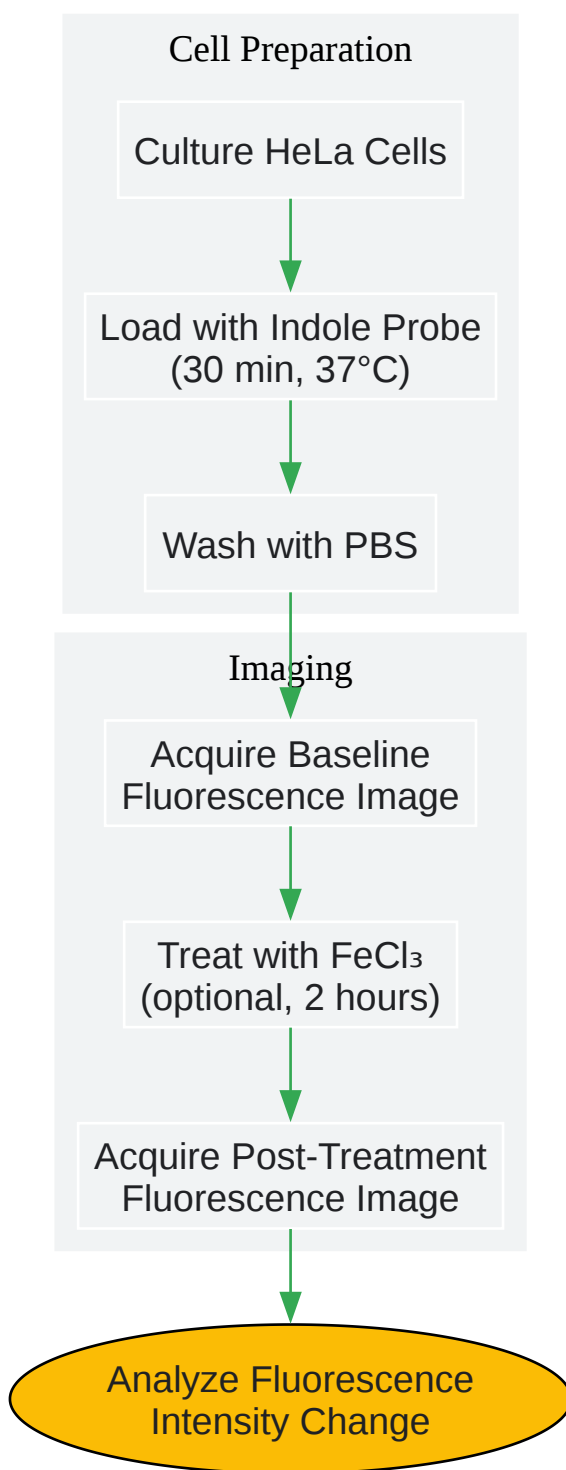 Cell Preparation
Culture HeLa Cells
Load with Indole Probe
(30 min, 37°C)
Wash with PBS
Imaging
Acquire Baseline
Fluorescence Image
Treat with FeCl₃
(optional, 2 hours)
Acquire Post-Treatment
Fluorescence Image
Analyze Fluorescence
Intensity Change